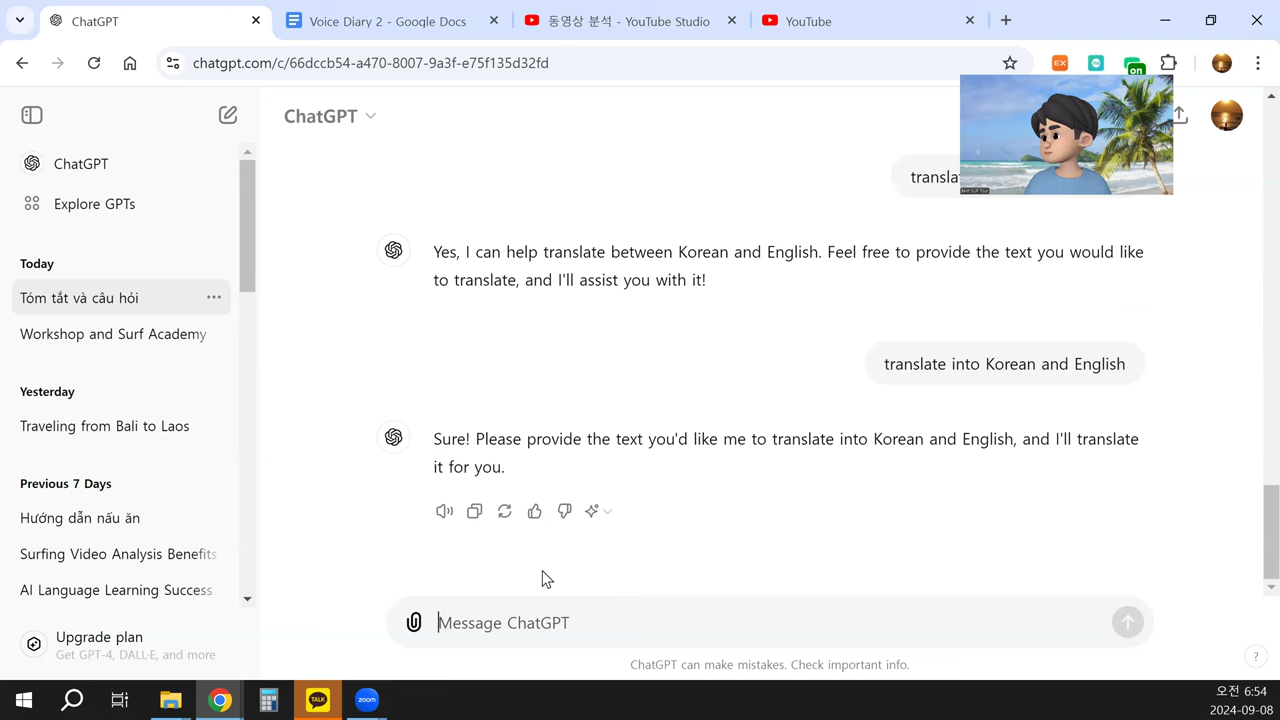 ChatGPT
Voice Diary 2 - Google Docs
동영상 분석 - YouTube Studio
YouTube
chatgpt.com/c/66dccb54-a470-8007-9a3f-e75f135d32fd
on
ChatGPT
Explore GPTs
Today
Tóm tắt và câu hỏi
Workshop and Surf Academy
Yesterday
Traveling from Bali to Laos
Previous 7 Days
Hướng dẫn nấu ăn
Surfing Video Analysis Benefits
AI Language Learning Success
Upgrade plan
Get GPT-4, DALL·E, and more
ChatGPT
Yes, I can help translate between Korean and English. Feel free to provide the text you would like
to translate, and I'll assist you with it!
translate into Korean and English
Sure! Please provide the text you'd like me to translate into Korean and English, and I'll translate
it for you.
Message ChatGPT
ChatGPT can make mistakes. Check important info.
?
TALK
zoom
오전 6:54
2024-09-08